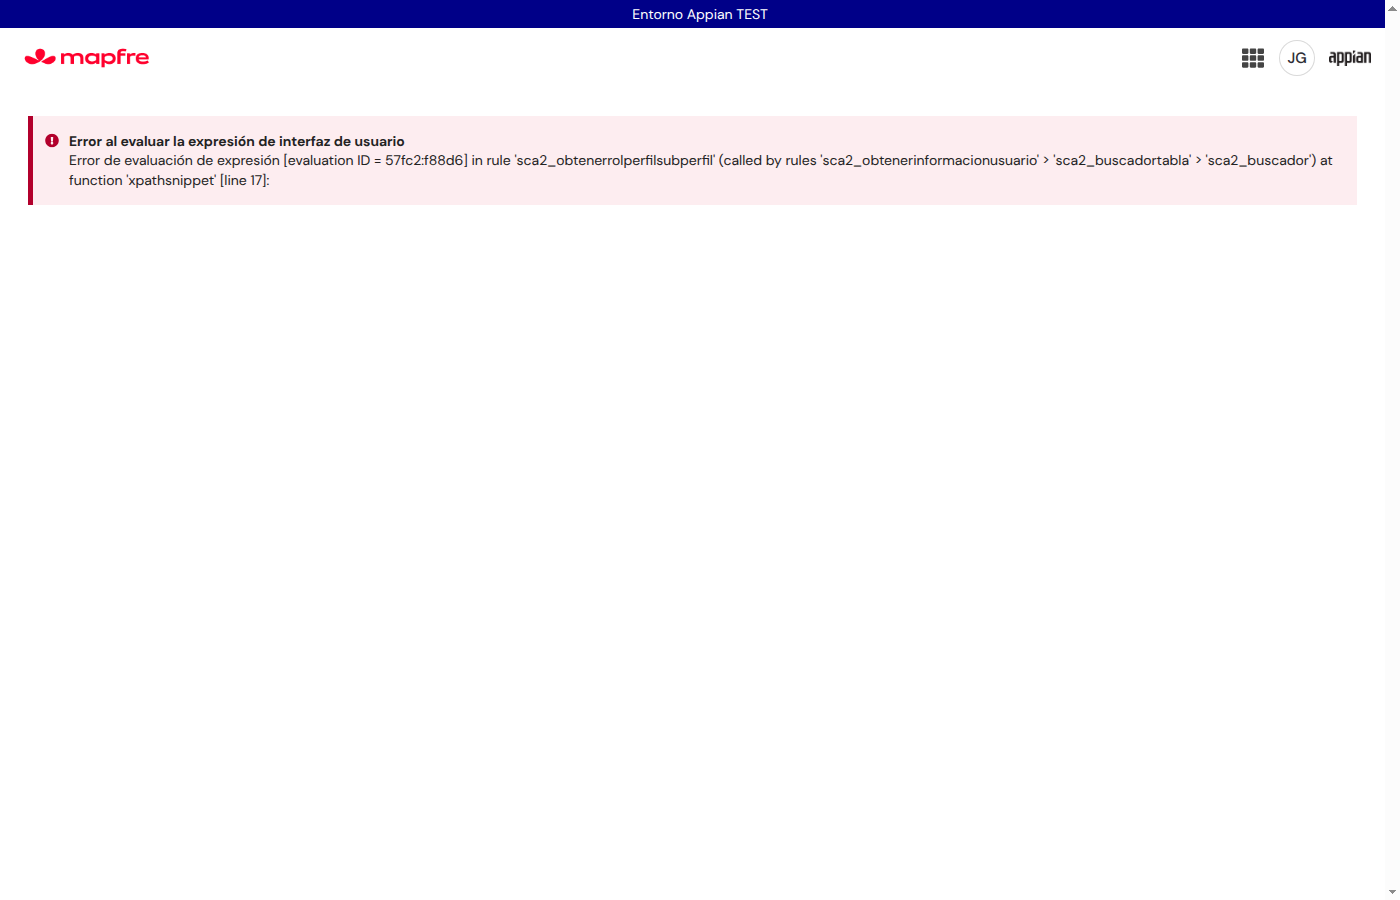 Entorno Appian TEST
mapfre
JG
appian
Error al evaluar la expresión de interfaz de usuario
Error de evaluación de expresión [evaluation ID = 57fc2:f88d6] in rule 'sca2_obtenerrolperfilsubperfil' (called by rules 'sca2_obtenerinformacionusuario' > 'sca2_buscadortabla' > 'sca2_buscador') at
function 'xpathsnippet' [line 17]: